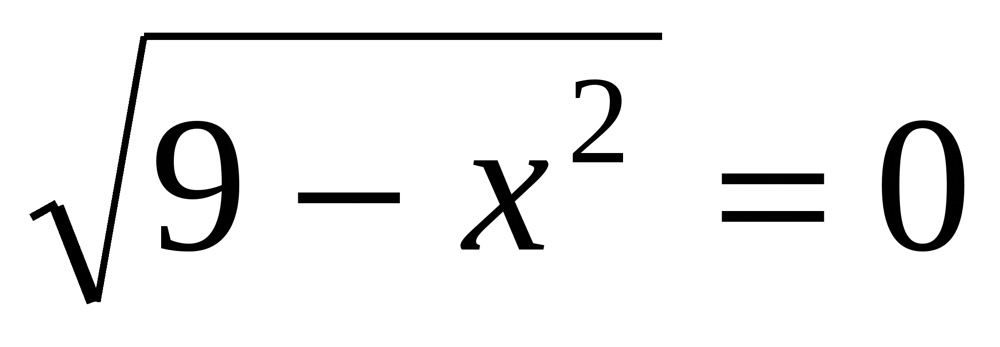 √(9 − x²) = 0